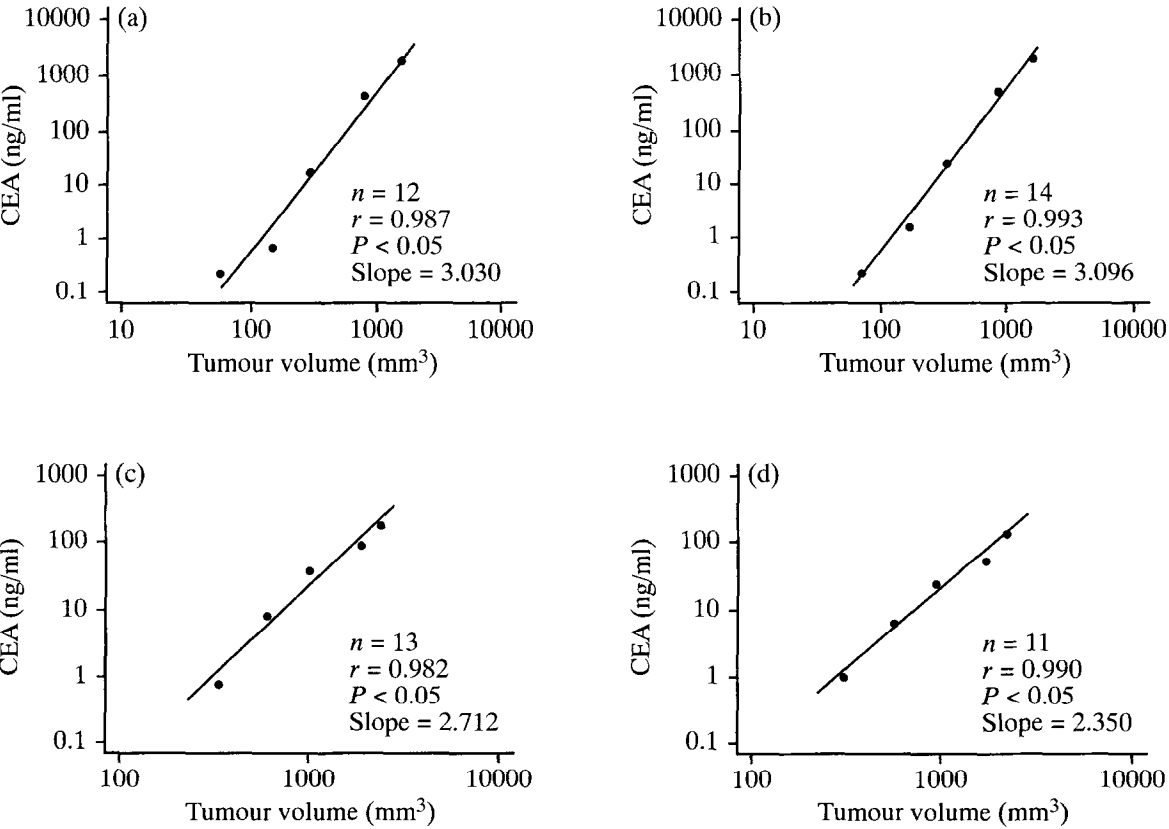 (a)
10000
1000
100
10
1
0.1
CEA (ng/ml)
n = 12
r = 0.987
P < 0.05
Slope = 3.030
10 100 1000 10000
Tumour volume (mm³)
(b)
10000
1000
100
10
1
0.1
CEA (ng/ml)
n = 14
r = 0.993
P < 0.05
Slope = 3.096
10 100 1000 10000
Tumour volume (mm³)
(c)
1000
100
10
1
0.1
CEA (ng/ml)
n = 13
r = 0.982
P < 0.05
Slope = 2.712
100 1000 10000
Tumour volume (mm³)
(d)
1000
100
10
1
0.1
CEA (ng/ml)
n = 11
r = 0.990
P < 0.05
Slope = 2.350
100 1000 10000
Tumour volume (mm³)